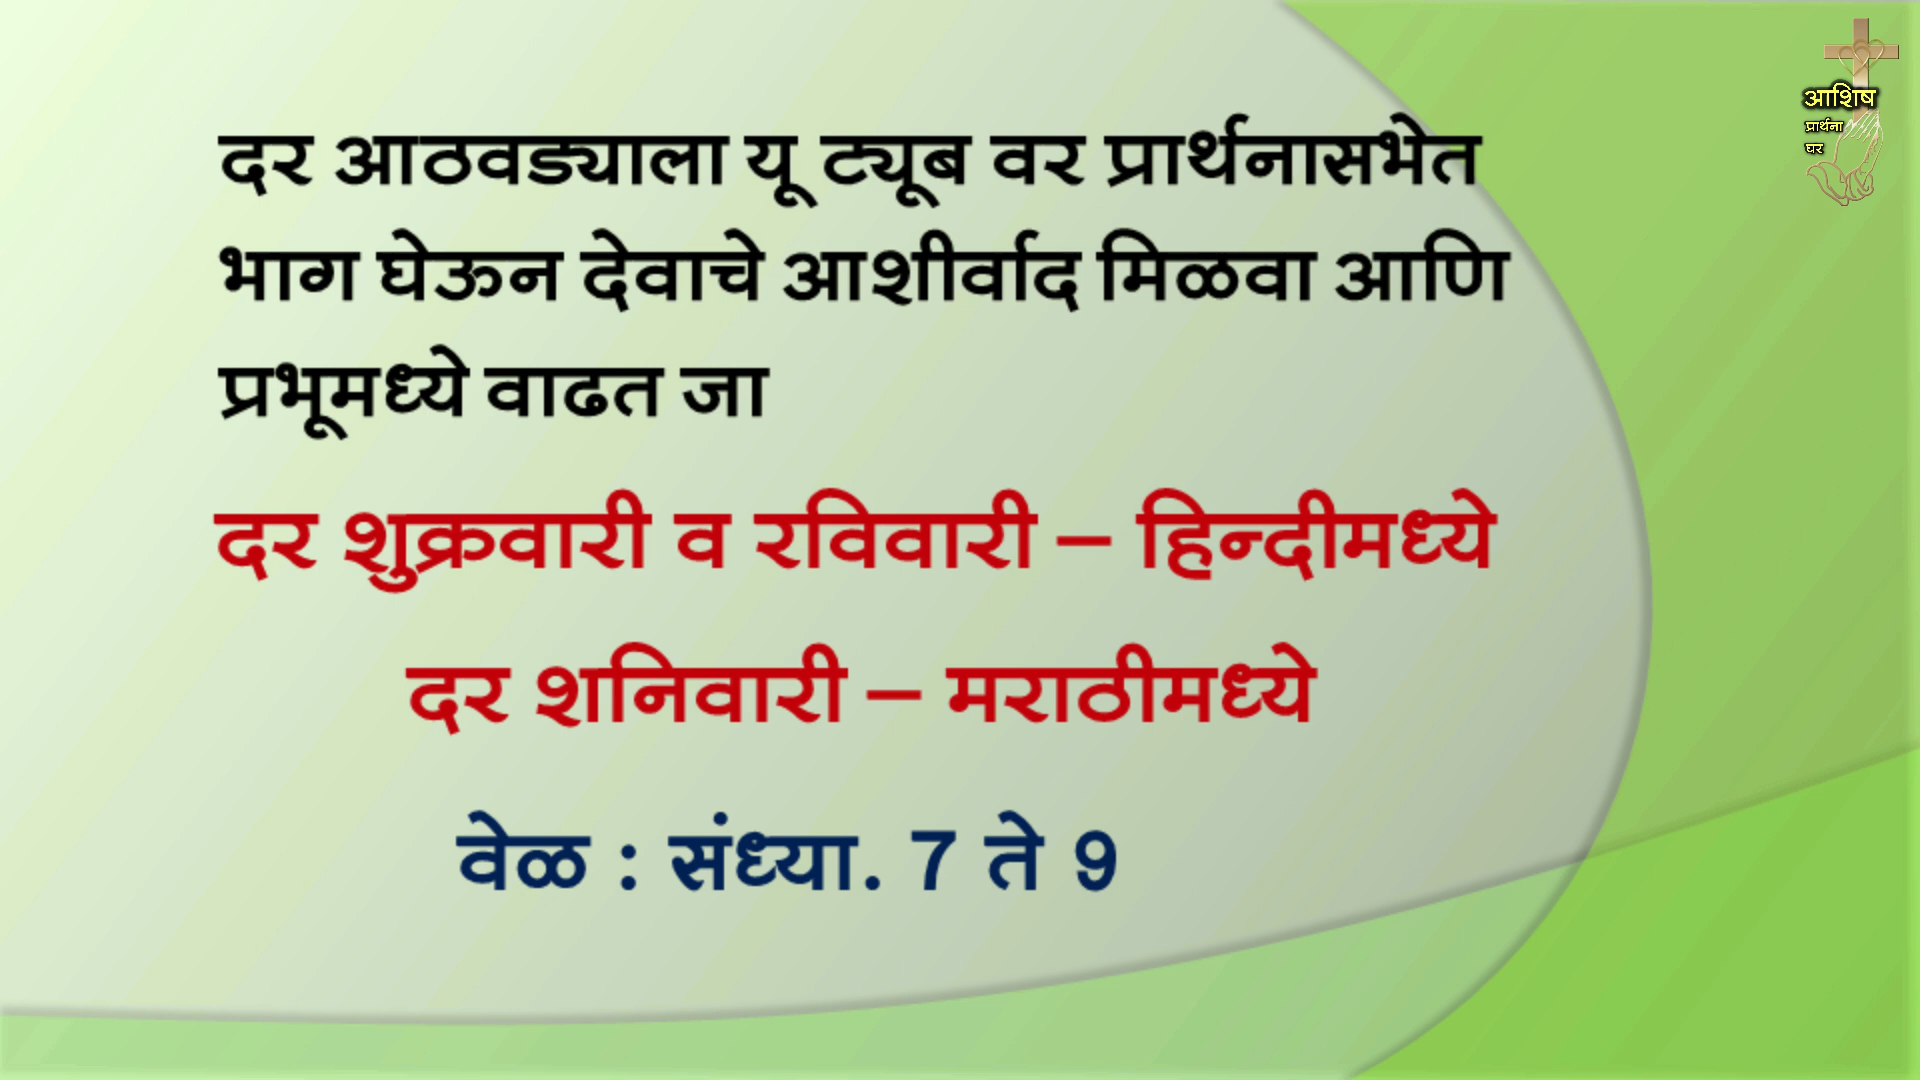 आशिष
प्रार्थना
घर
दर आठवड्याला यू ट्यूब वर प्रार्थनासभेत
भाग घेऊन देवाचे आशीर्वाद मिळवा आणि
प्रभूमध्ये वाढत जा
दर शुक्रवारी व रविवारी – हिन्दीमध्ये
दर शनिवारी – मराठीमध्ये
वेळ : संध्या. 7 ते 9